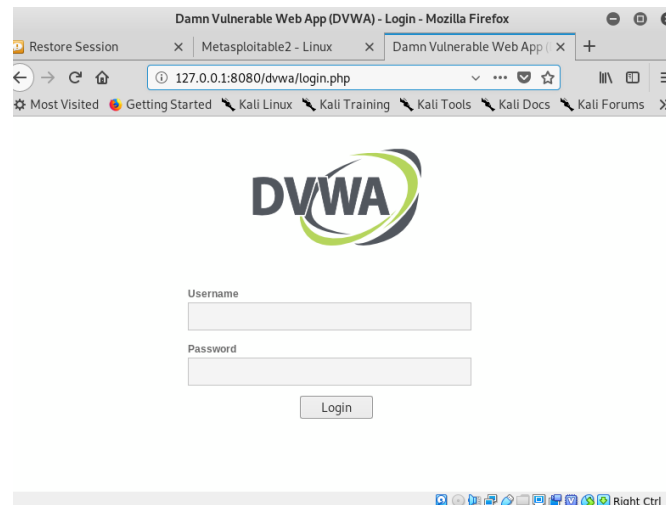 Damn Vulnerable Web App (DVWA) - Login - Mozilla Firefox
Restore Session
Metasploitable2 - Linux
Damn Vulnerable Web App (
127.0.0.1:8080/dvwa/login.php
Most Visited
Getting Started
Kali Linux
Kali Training
Kali Tools
Kali Docs
Kali Forums
DVWA
Username
Password
Login
Right Ctrl